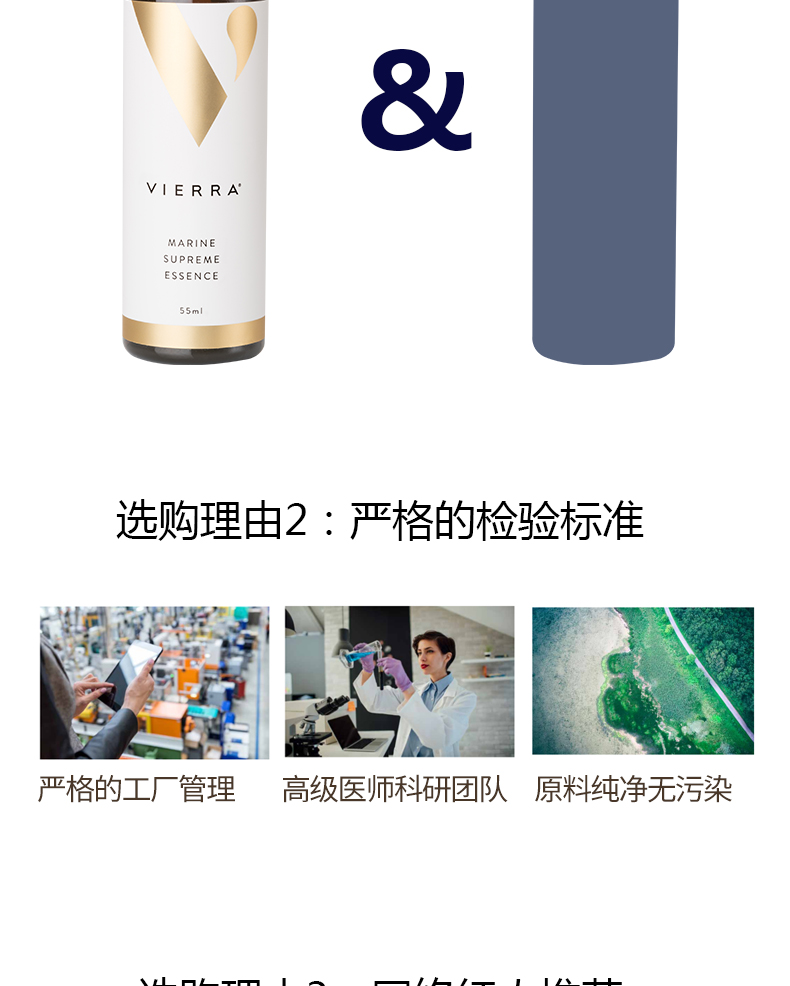 &
VIERRA®
MARINE
SUPREME
ESSENCE
55ml
选购理由2：严格的检验标准
严格的工厂管理
高级医师科研团队
原料纯净无污染